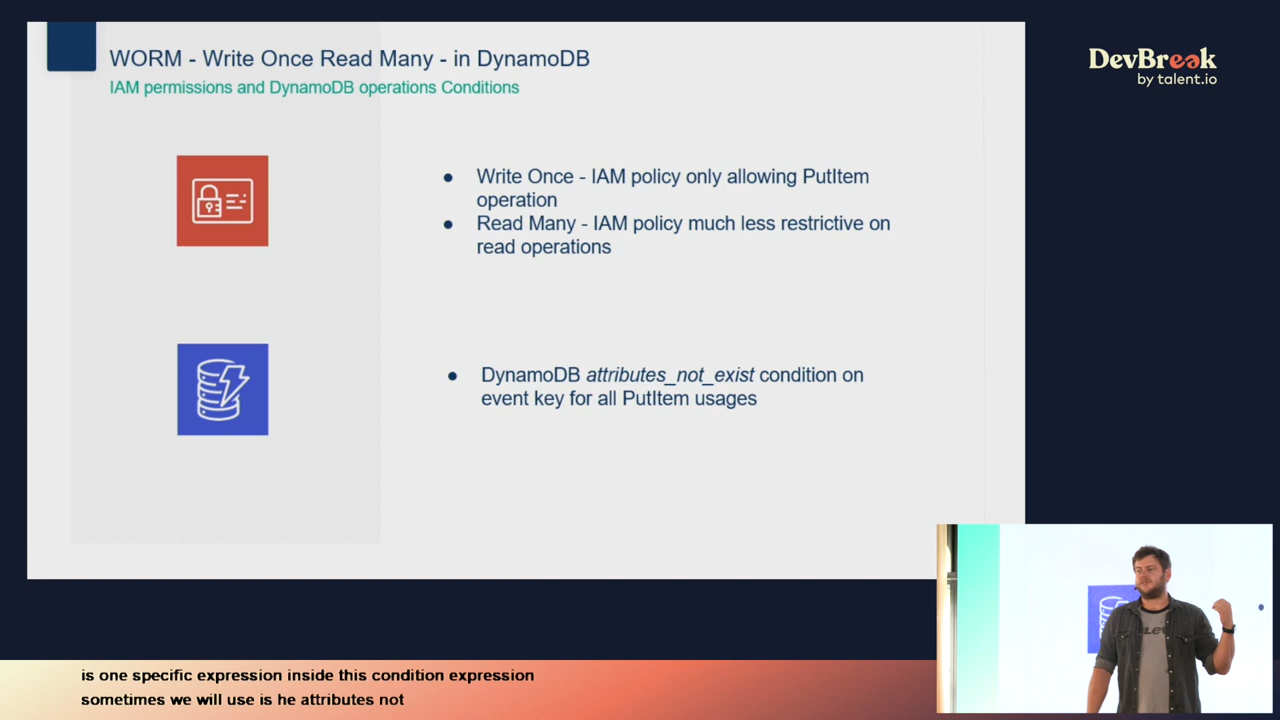 WORM - Write Once Read Many - in DynamoDB
IAM permissions and DynamoDB operations Conditions
● Write Once - IAM policy only allowing PutItem
operation
● Read Many - IAM policy much less restrictive on
read operations
● DynamoDB attributes_not_exist condition on
event key for all PutItem usages
DevBreak
by talent.io
is one specific expression inside this condition expression
sometimes we will use is he attributes not